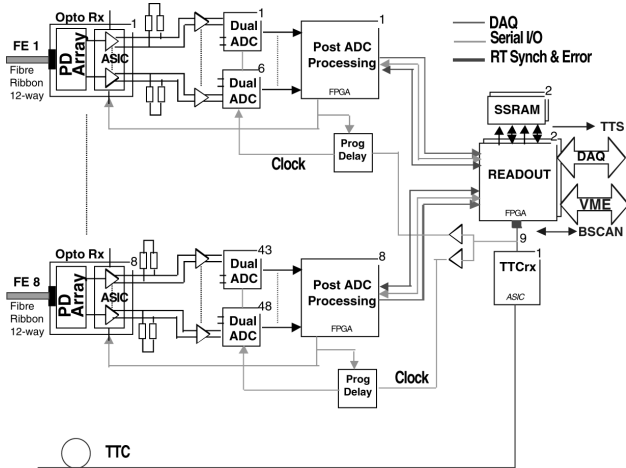 Opto Rx
1
FE 1
Fibre
Ribbon
12-way
PD
Array
ASIC
Dual
ADC
1
Dual
ADC
6
Post ADC
Processing
FPGA
1
Prog
Delay
Clock
DAQ
Serial I/O
RT Synch & Error
SSRAM
2
TTS
READOUT
FPGA
2
DAQ
VME
BSCAN
9
TTCrx
ASIC
1
Opto Rx
8
FE 8
Fibre
Ribbon
12-way
PD
Array
ASIC
Dual
ADC
43
Dual
ADC
48
Post ADC
Processing
FPGA
8
Prog
Delay
Clock
TTC